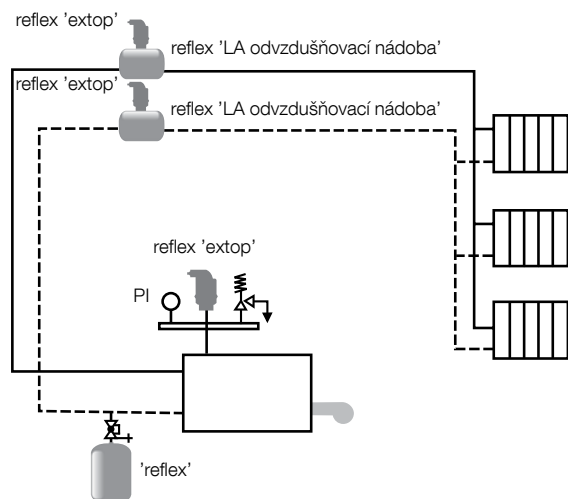 reflex 'extop'
reflex 'LA odvzdušňovací nádoba'
reflex 'extop'
reflex 'LA odvzdušňovací nádoba'
reflex 'extop'
PI
'reflex'